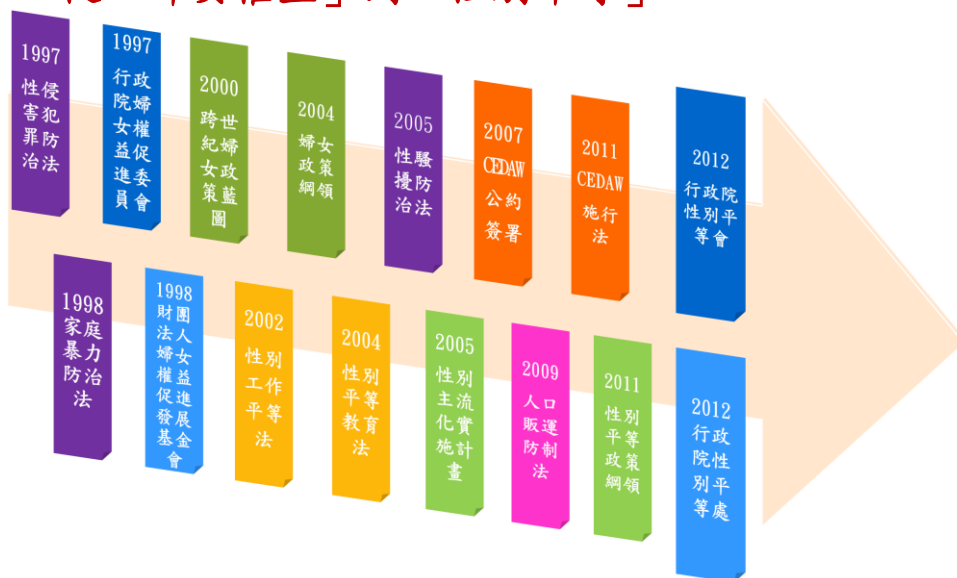 權益」到「性別平等」
1997
性侵
害犯
罪防
治法
1997
行政
院婦
女權
益促
進委
員會
2000
跨世
紀婦
女政
策藍
圖
2004
婦女
政策
綱領
2005
性騷
擾防
治法
2007
CEDAW
公約
簽署
2011
CEDAW
施行
法
2012
行政院
性別平
等會
1998
家庭
暴力
防治
法
1998
財團
法人
婦女
權益
促進
發展
基金
會
2002
性別
工作
平等
法
2004
性別
平等
教育
法
2005
性別
主流
化實
施計
畫
2009
人口
販運
防制
法
2011
性別
平等
政策
綱領
2012
行政
院性
別平
等處